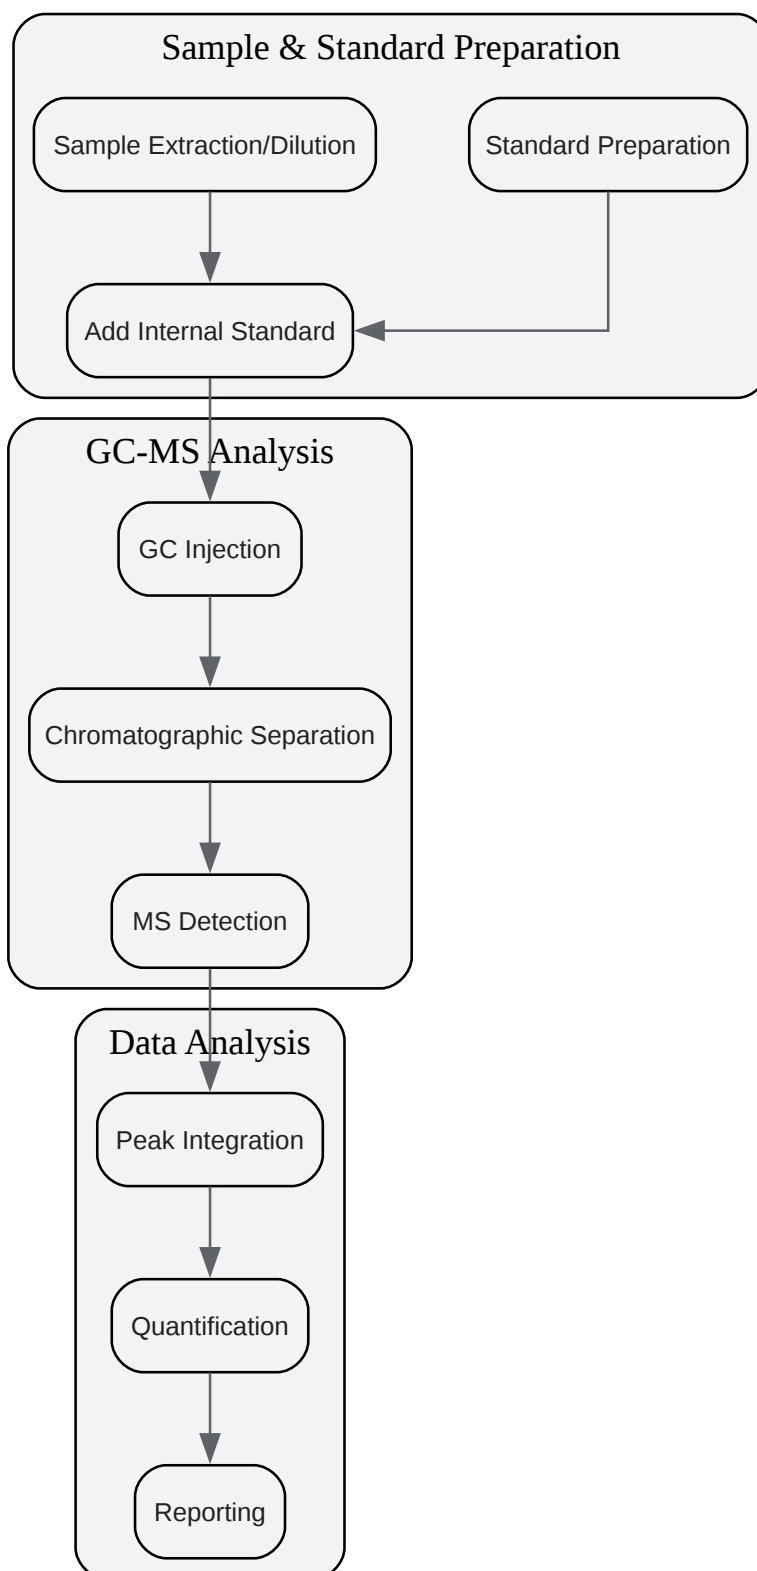 Sample & Standard Preparation
Sample Extraction/Dilution
Standard Preparation
Add Internal Standard
GC-MS Analysis
GC Injection
Chromatographic Separation
MS Detection
Data Analysis
Peak Integration
Quantification
Reporting